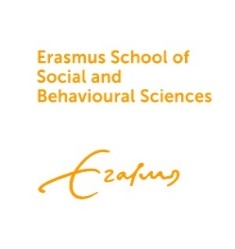 Erasmus School of
Social and
Behavioural Sciences
Erasmus